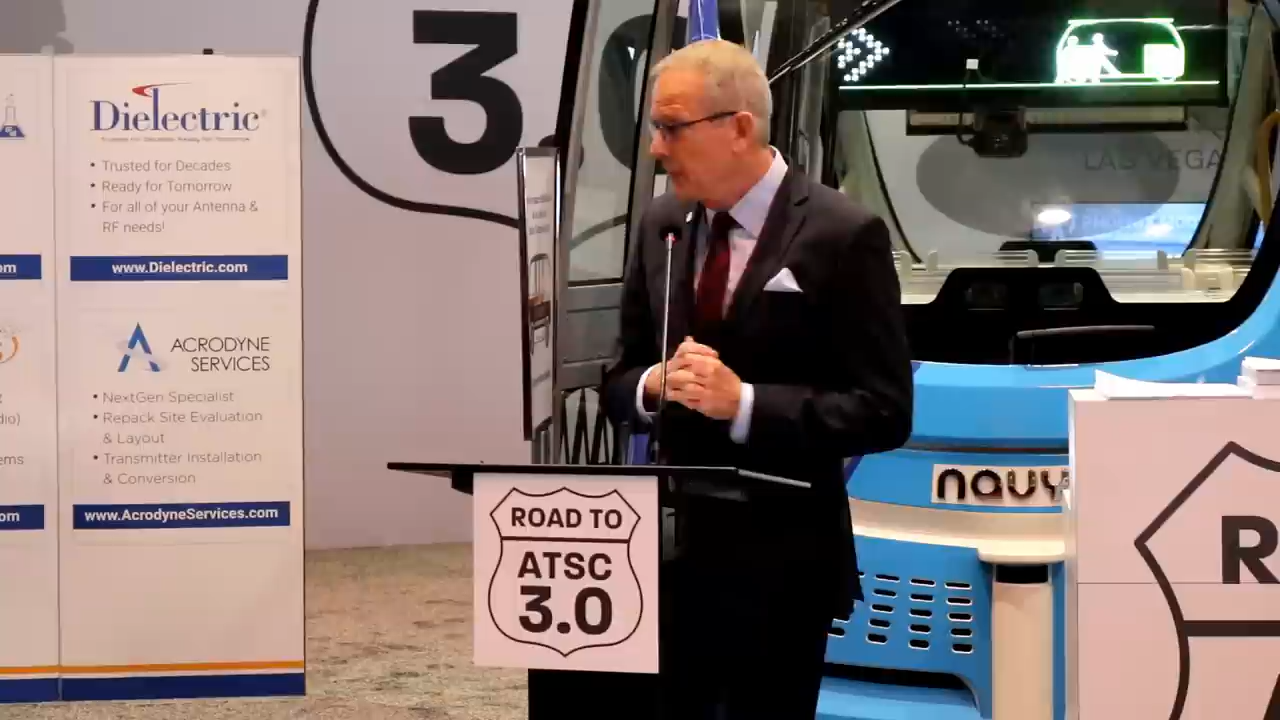 3.0
Dielectric®
• Trusted for Decades
• Ready for Tomorrow
• For all of your Antenna &
RF needs!
om
www.Dielectric.com
ACRODYNE
SERVICES
• NextGen Specialist
• Repack Site Evaluation
& Layout
• Transmitter Installation
& Conversion
dio)
ems
om
www.AcrodyneServices.com
LAS VEGA
navy
ROAD TO
ATSC
3.0
R